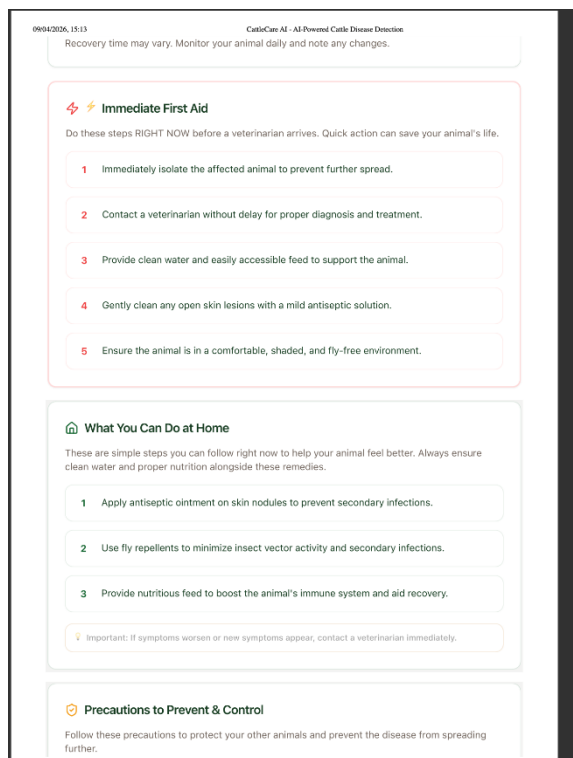 09/04/2026, 15:13
CattleCare AI - AI-Powered Cattle Disease Detection
Recovery time may vary. Monitor your animal daily and note any changes.
Immediate First Aid
Do these steps RIGHT NOW before a veterinarian arrives. Quick action can save your animal's life.
1 Immediately isolate the affected animal to prevent further spread.
2 Contact a veterinarian without delay for proper diagnosis and treatment.
3 Provide clean water and easily accessible feed to support the animal.
4 Gently clean any open skin lesions with a mild antiseptic solution.
5 Ensure the animal is in a comfortable, shaded, and fly-free environment.
What You Can Do at Home
These are simple steps you can follow right now to help your animal feel better. Always ensure
clean water and proper nutrition alongside these remedies.
1 Apply antiseptic ointment on skin nodules to prevent secondary infections.
2 Use fly repellents to minimize insect vector activity and secondary infections.
3 Provide nutritious feed to boost the animal's immune system and aid recovery.
Important: If symptoms worsen or new symptoms appear, contact a veterinarian immediately.
Precautions to Prevent & Control
Follow these precautions to protect your other animals and prevent the disease from spreading
further.